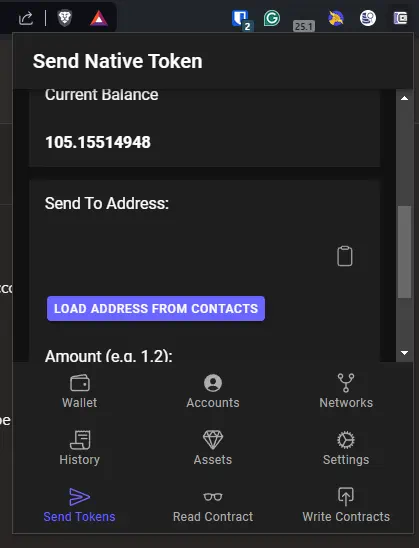 2
25.1
Send Native Token
Current Balance
105.15514948
Send To Address:
LOAD ADDRESS FROM CONTACTS
Amount (e.g. 1.2):
Wallet
Accounts
Networks
History
Assets
Settings
Send Tokens
Read Contract
Write Contracts